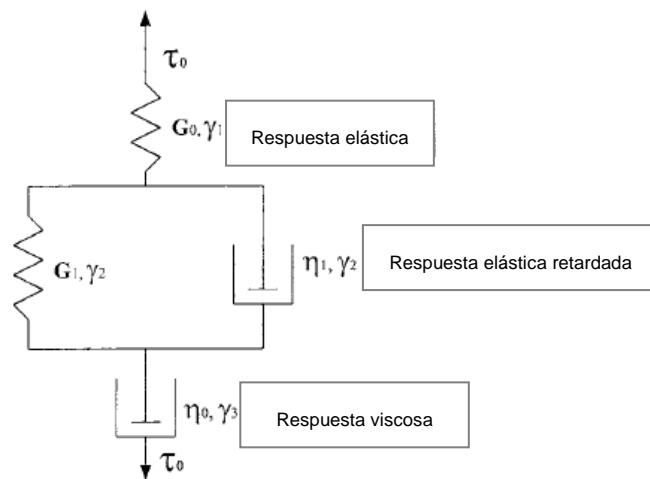 τ₀
G₀, γ₁
Respuesta elástica
G₁, γ₂
η₁, γ₂
Respuesta elástica retardada
η₀, γ₃
Respuesta viscosa
τ₀